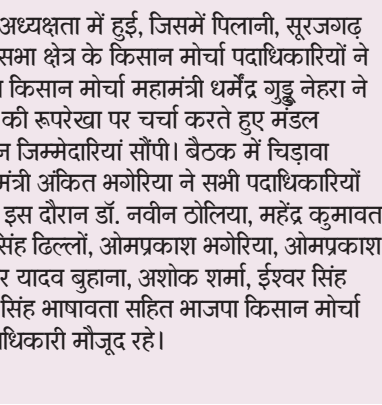 अध्यक्षता में हुई, जिसमें पिलानी, सूरजगढ़
सभा क्षेत्र के किसान मोर्चा पदाधिकारियों ने
किसान मोर्चा महामंत्री धर्मेंद्र गुड्डू नेहरा ने
की रूपरेखा पर चर्चा करते हुए मंडल
न जिम्मेदारियां सौंपी। बैठक में चिड़ावा
मंत्री अंकित भगेरिया ने सभी पदाधिकारियों
इस दौरान डॉ. नवीन ठोलिया, महेंद्र कुमावत
सिंह ढिल्लों, ओमप्रकाश भगेरिया, ओमप्रकाश
र यादव बुहाना, अशोक शर्मा, ईश्वर सिंह
सिंह भाषावता सहित भाजपा किसान मोर्चा
धिकारी मौजूद रहे।